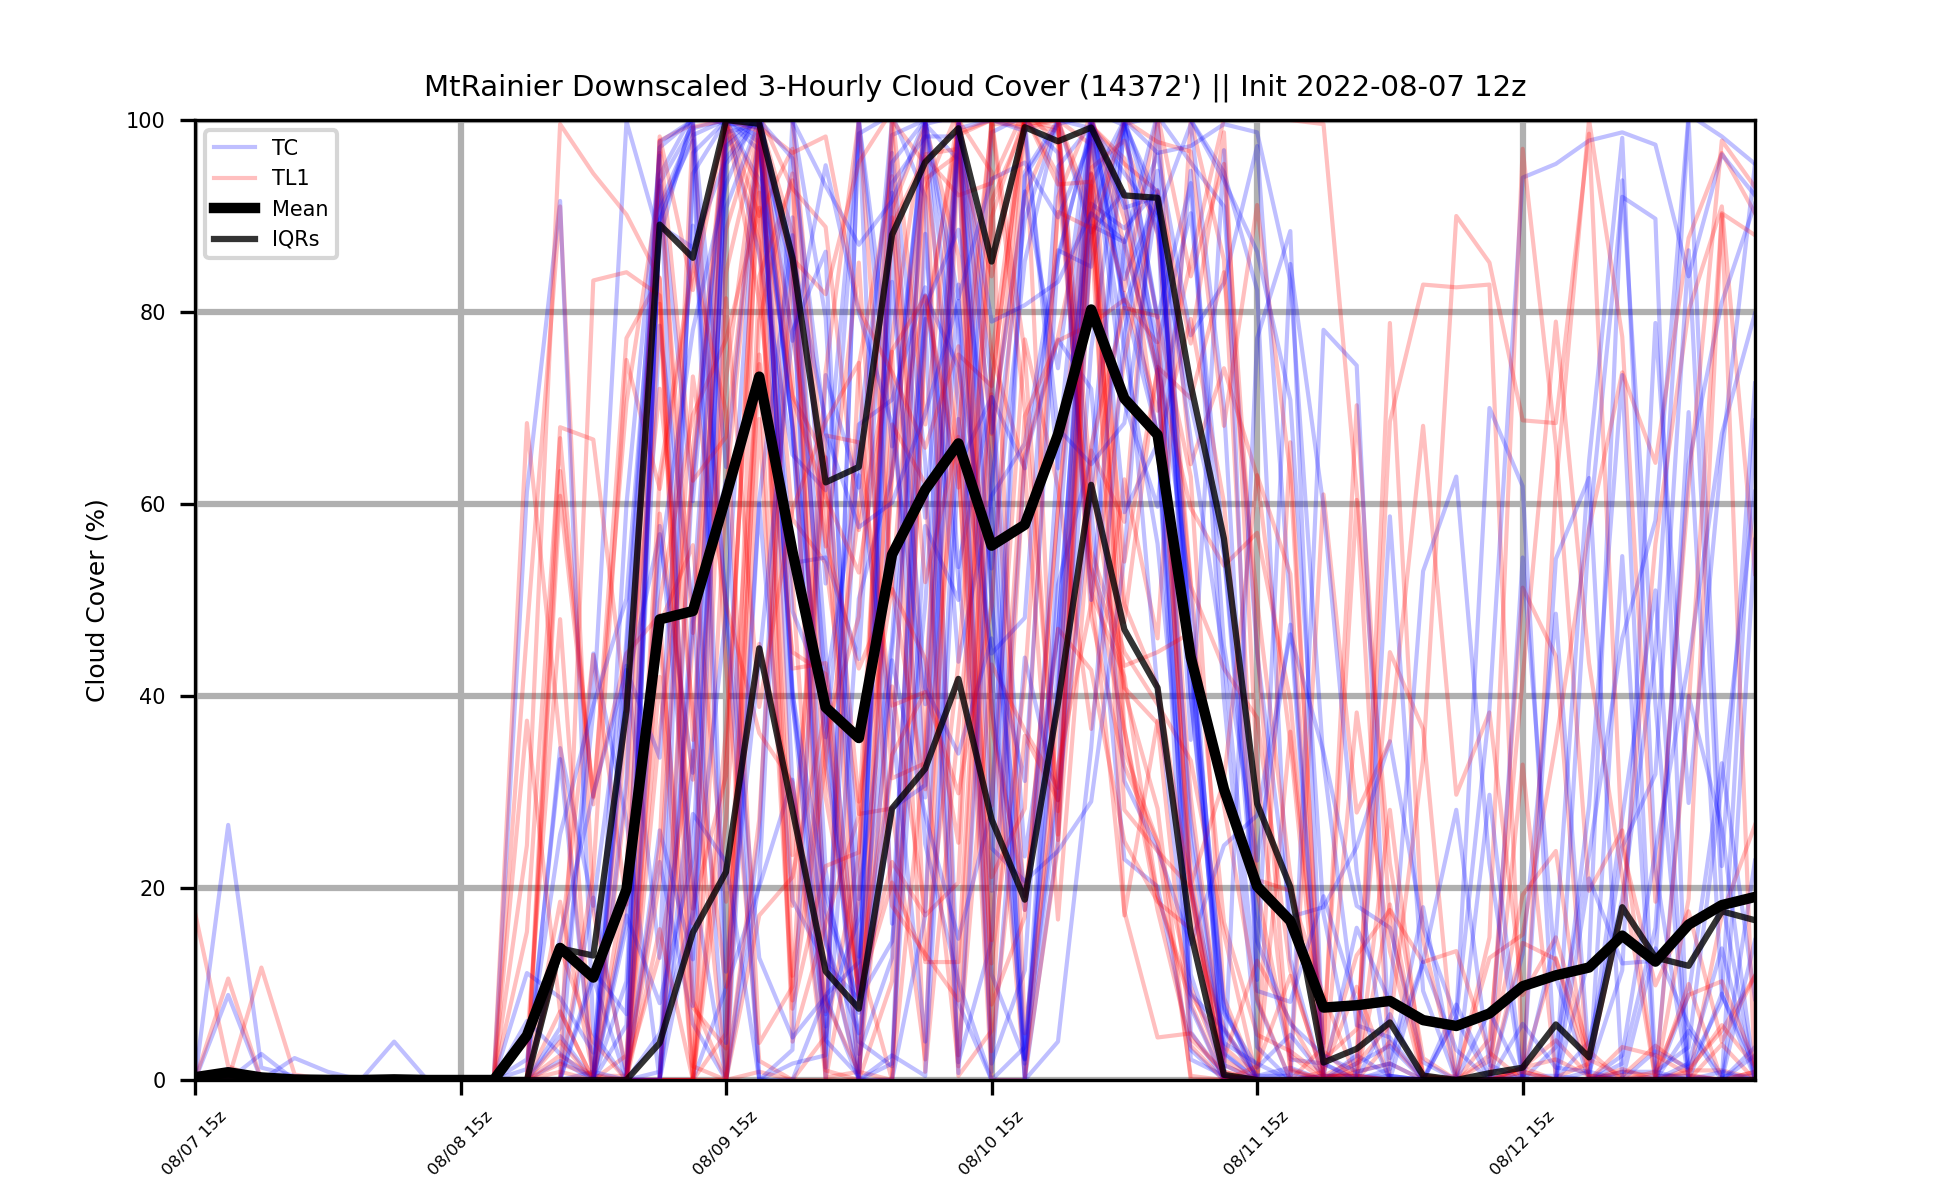 MtRainier Downscaled 3-Hourly Cloud Cover (14372') || Init 2022-08-07 12z
100
80
60
40
20
0
Cloud Cover (%)
TC
TL1
Mean
IQRs
08/07 15z
08/08 15z
08/09 15z
08/10 15z
08/11 15z
08/12 15z